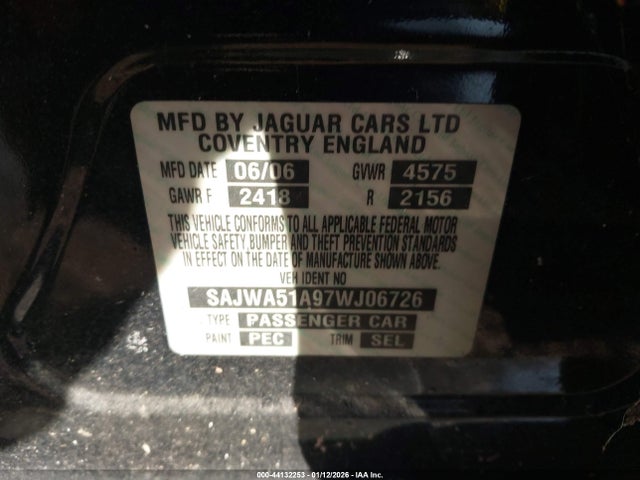 MFD BY JAGUAR CARS LTD
COVENTRY ENGLAND
MFD DATE 06/06 GVWR 4575
GAWR F 2418 R 2156
THIS VEHICLE CONFORMS TO ALL APPLICABLE FEDERAL MOTOR
VEHICLE SAFETY, BUMPER AND THEFT PREVENTION STANDARDS
IN EFFECT ON THE DATE OF MANUFACTURE SHOWN ABOVE.
VEH IDENT NO
SAJWA51A97WJ06726
TYPE PASSENGER CAR
PAINT PEC TRIM SEL
000-44132253 - 01/12/2026 - IAA Inc.